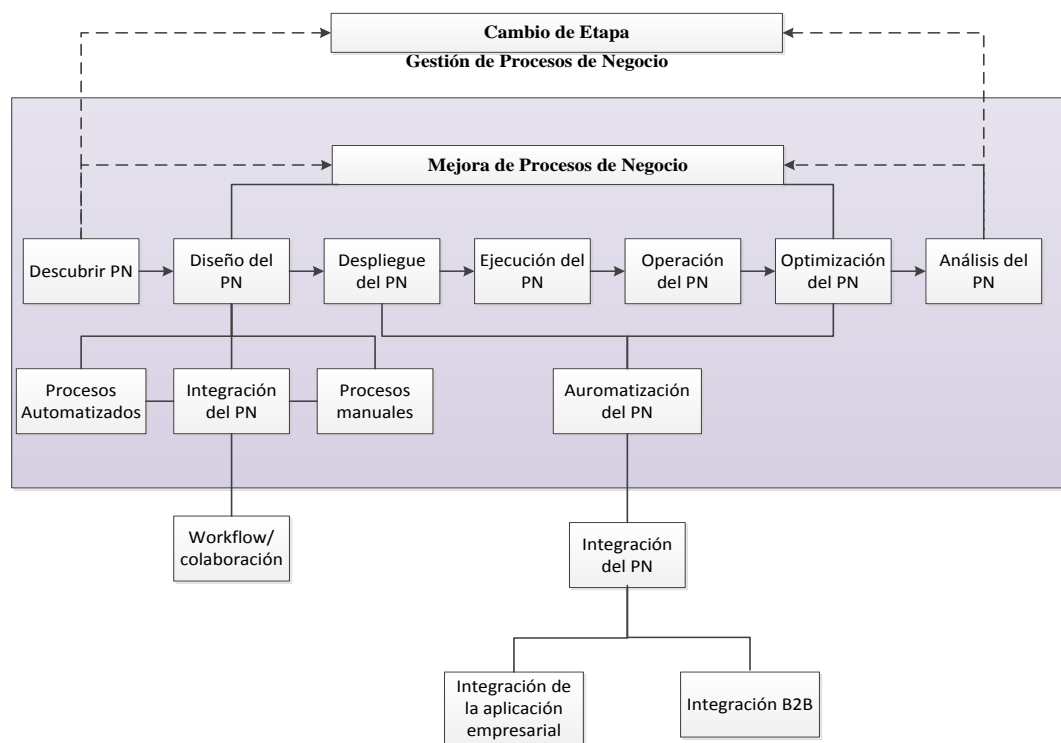 Cambio de Etapa
Gestión de Procesos de Negocio
Mejora de Procesos de Negocio
Descubrir PN
Diseño del
PN
Despliegue
del PN
Ejecución del
PN
Operación
del PN
Optimización
del PN
Análisis del
PN
Procesos
Automatizados
Integración
del PN
Procesos
manuales
Auromatización
del PN
Workflow/
colaboración
Integración
del PN
Integración de
la aplicación
empresarial
Integración B2B